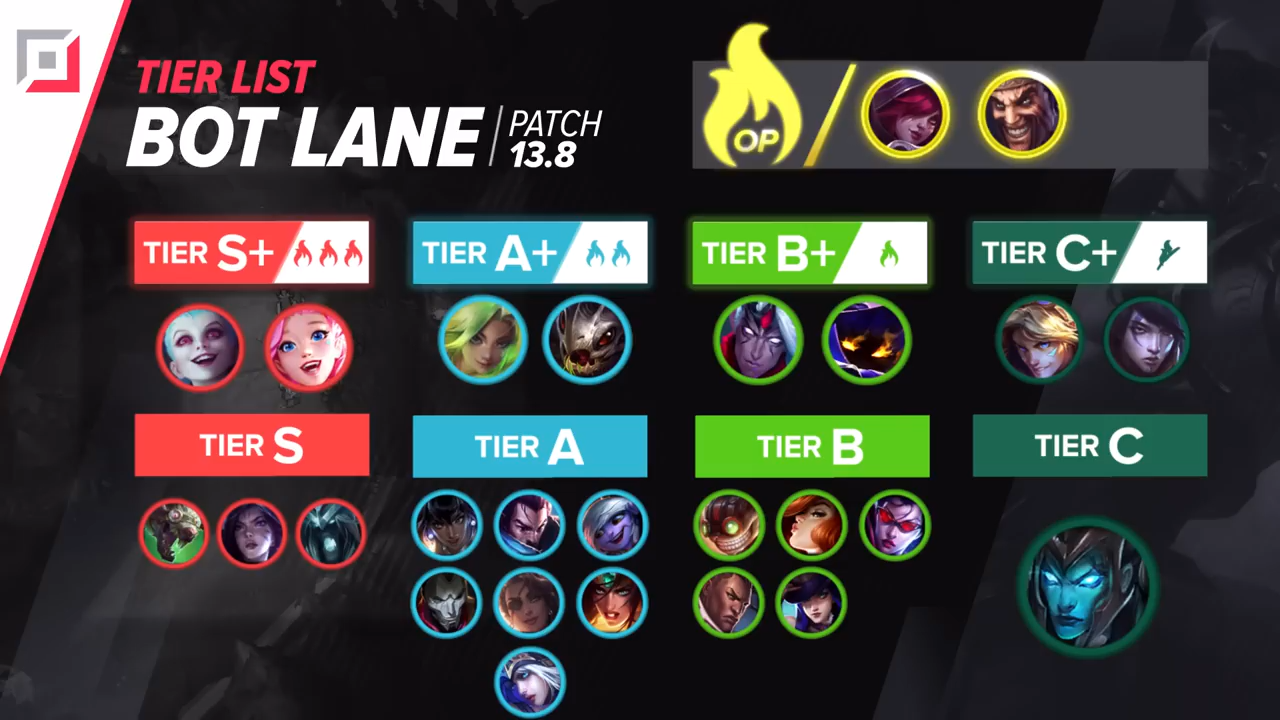 TIER LIST
BOT LANE
PATCH
13.8
OP
TIER S+
TIER A+
TIER B+
TIER C+
TIER S
TIER A
TIER B
TIER C